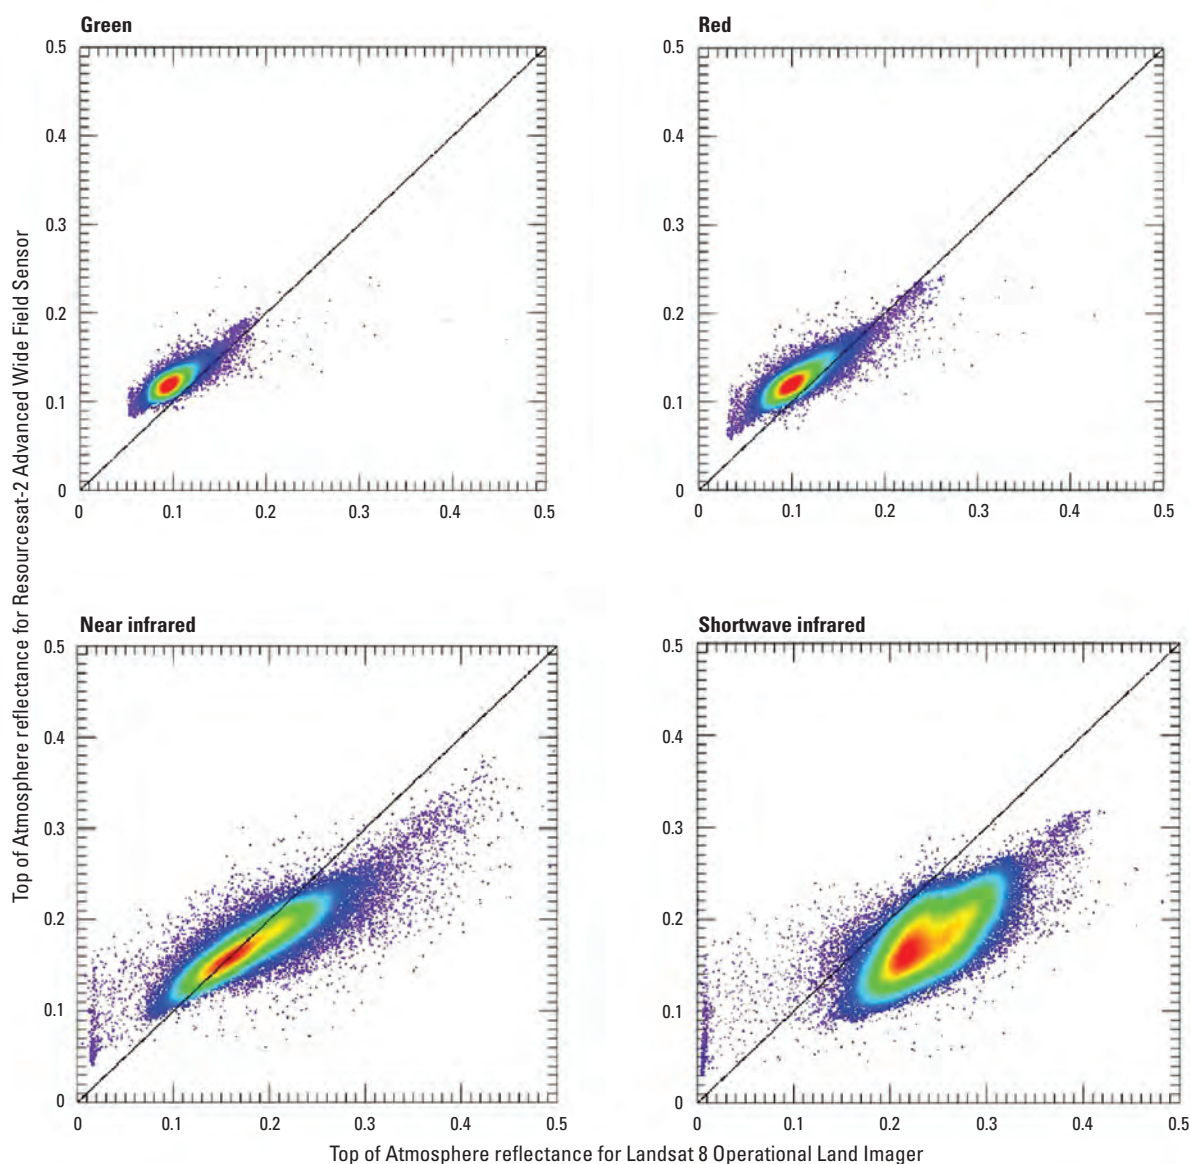 Green
0.5
0.4
0.3
0.2
0.1
0
0 0.1 0.2 0.3 0.4 0.5
Red
0.5
0.4
0.3
0.2
0.1
0
0 0.1 0.2 0.3 0.4 0.5
Near infrared
0.5
0.4
0.3
0.2
0.1
0
0 0.1 0.2 0.3 0.4 0.5
Shortwave infrared
0.5
0.4
0.3
0.2
0.1
0
0 0.1 0.2 0.3 0.4 0.5
Top of Atmosphere reflectance for Resourcesat-2 Advanced Wide Field Sensor
Top of Atmosphere reflectance for Landsat 8 Operational Land Imager